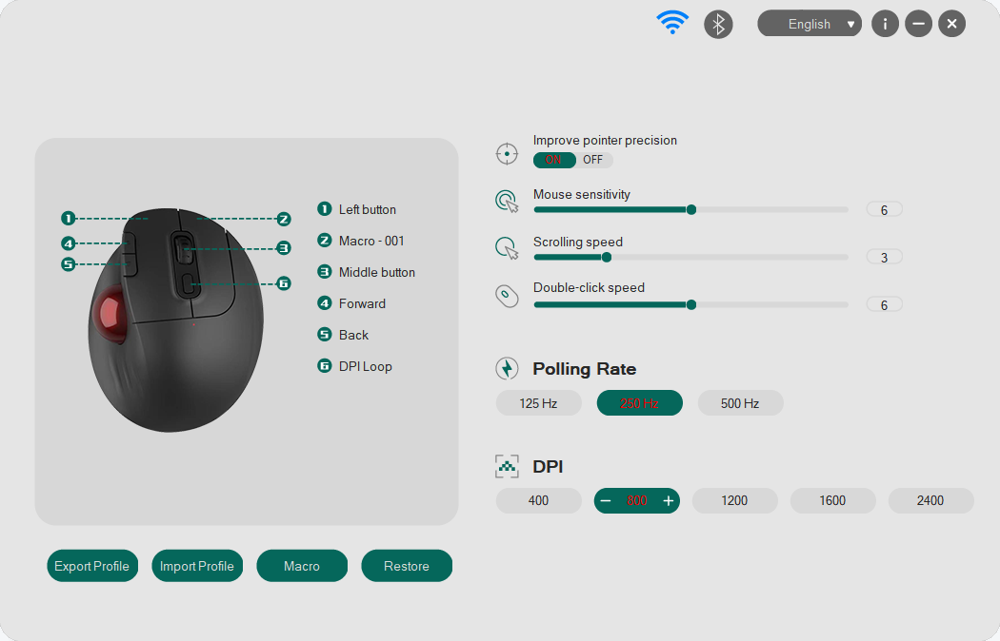 English
Improve pointer precision
ON OFF
Mouse sensitivity
6
Scrolling speed
3
Double-click speed
6
1 Left button
2 Macro - 001
3 Middle button
4 Forward
5 Back
6 DPI Loop
1
2
4
3
5
6
Polling Rate
125 Hz 250 Hz 500 Hz
DPI
400 − 800 + 1200 1600 2400
Export Profile Import Profile Macro Restore